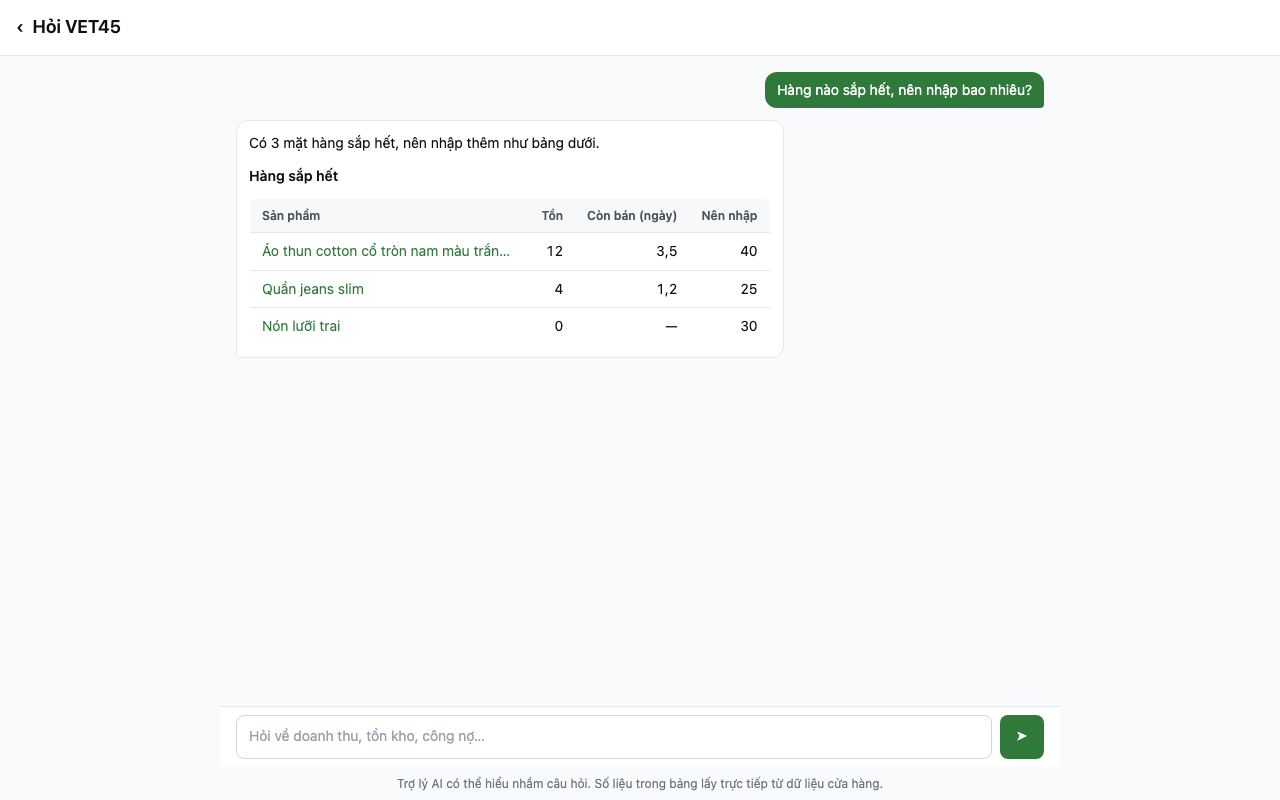 ‹ Hỏi VET45
Hàng nào sắp hết, nên nhập bao nhiêu?
Có 3 mặt hàng sắp hết, nên nhập thêm như bảng dưới.
Hàng sắp hết
Sản phẩm Tồn Còn bán (ngày) Nên nhập
Áo thun cotton cổ tròn nam màu trắn... 12 3,5 40
Quần jeans slim 4 1,2 25
Nón lưỡi trai 0 — 30
Hỏi về doanh thu, tồn kho, công nợ...
➤
Trợ lý AI có thể hiểu nhầm câu hỏi. Số liệu trong bảng lấy trực tiếp từ dữ liệu cửa hàng.